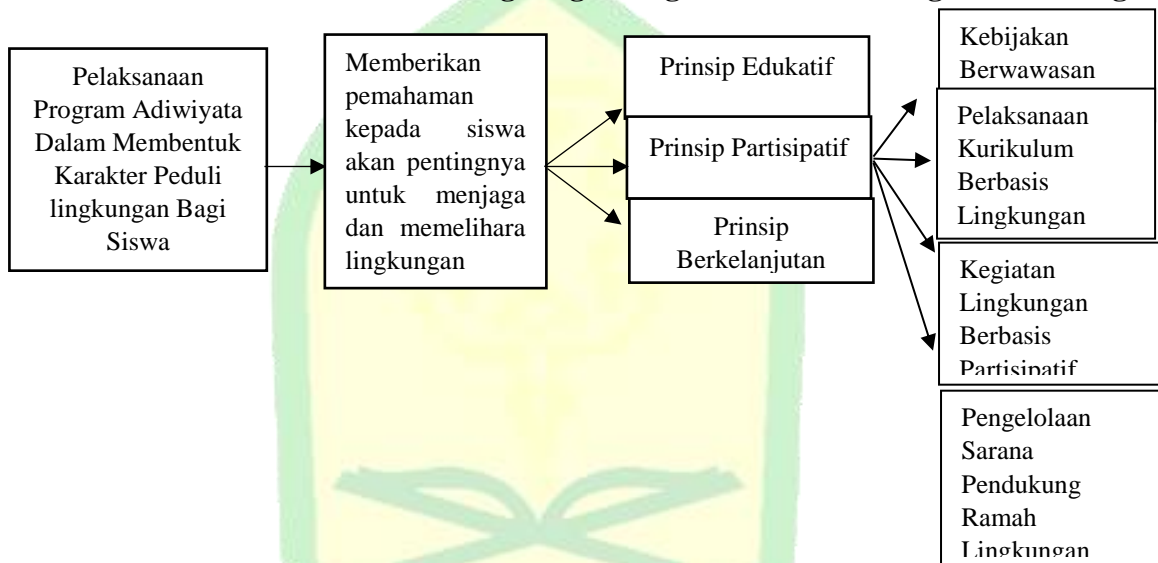 Pelaksanaan
Program Adiwiyata
Dalam Membentuk
Karakter Peduli
lingkungan Bagi
Siswa
Memberikan
pemahaman
kepada siswa
akan pentingnya
untuk menjaga
dan memelihara
lingkungan
Prinsip Edukatif
Prinsip Partisipatif
Prinsip
Berkelanjutan
Kebijakan
Berwawasan
Pelaksanaan
Kurikulum
Berbasis
Lingkungan
Kegiatan
Lingkungan
Berbasis
Partisipatif
Pengelolaan
Sarana
Pendukung
Ramah
Lingkungan